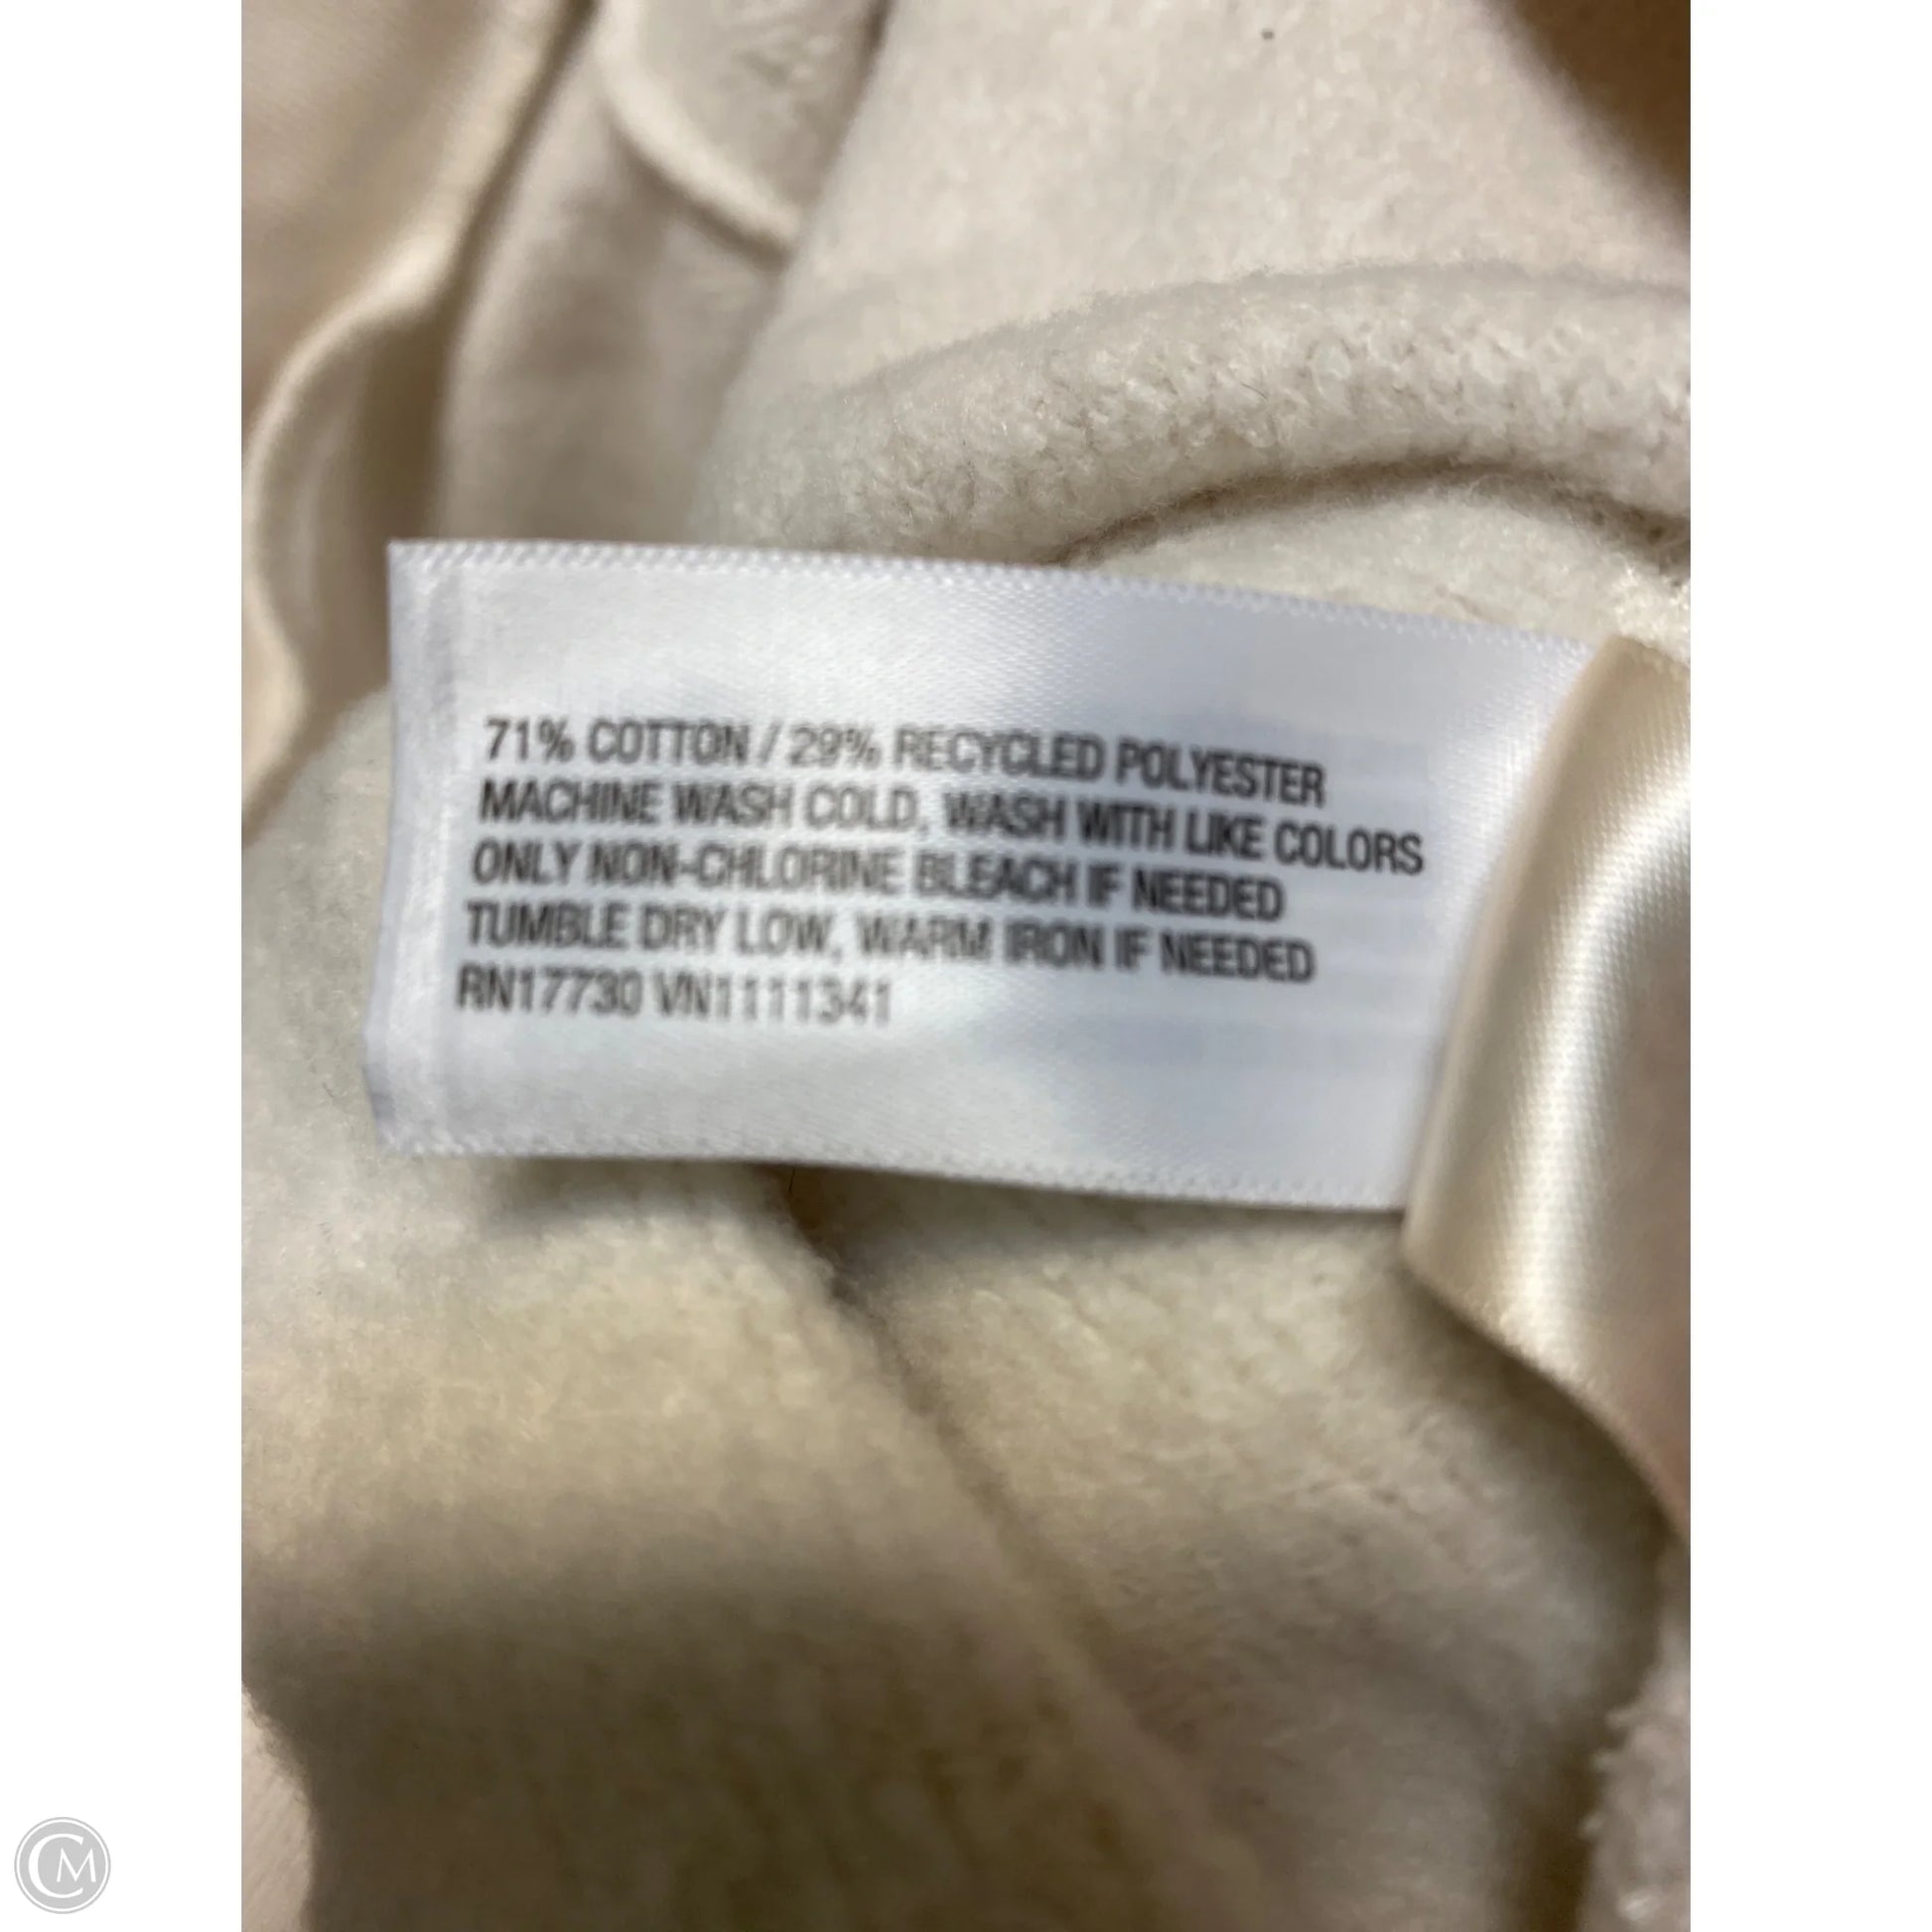 71% COTTON / 29% RECYCLED POLYESTER
MACHINE WASH COLD, WASH WITH LIKE COLORS
ONLY NON-CHLORINE BLEACH IF NEEDED
TUMBLE DRY LOW, WARM IRON IF NEEDED
RN17730 VN1111341
CM